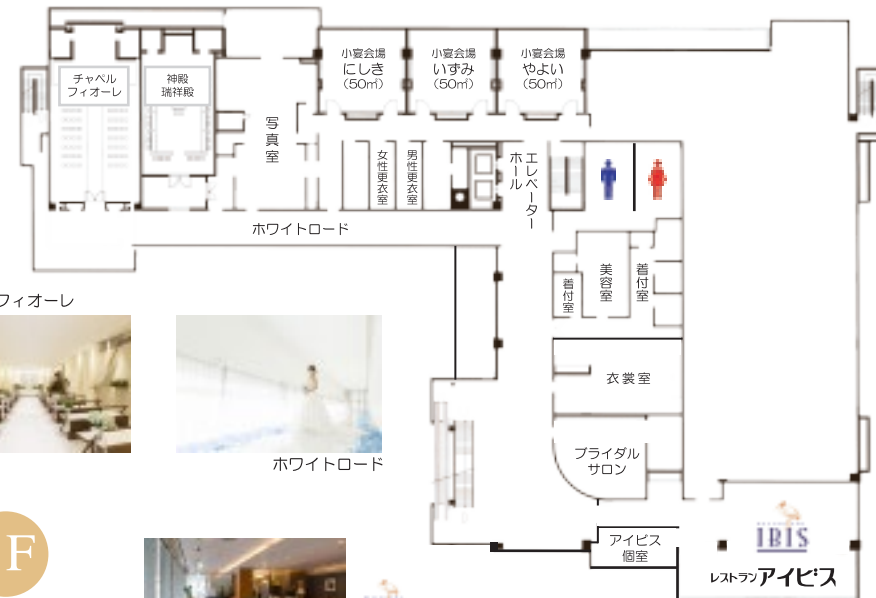 チャペル
フィオーレ
神殿
瑞祥殿
写真室
小宴会場
にしき
(50㎡)
小宴会場
いずみ
(50㎡)
小宴会場
やよい
(50㎡)
女性更衣室
男性更衣室
エレベーター
ホール
ホワイトロード
着付室
美容室
着付室
フィオーレ
衣裳室
ホワイトロード
ブライダル
サロン
F
アイビス
個室
IBIS
レストランアイビス